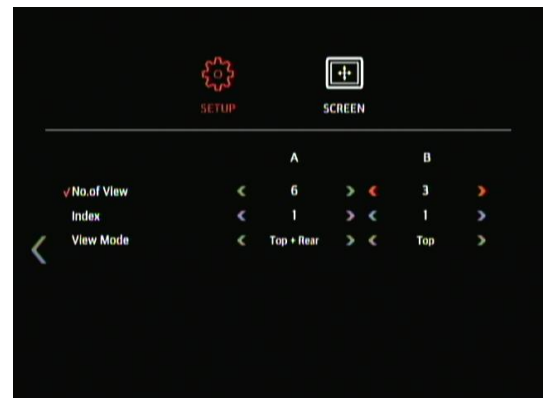 SETUP SCREEN
A B
No.of View 6 3
Index 1 1
View Mode Top + Rear Top